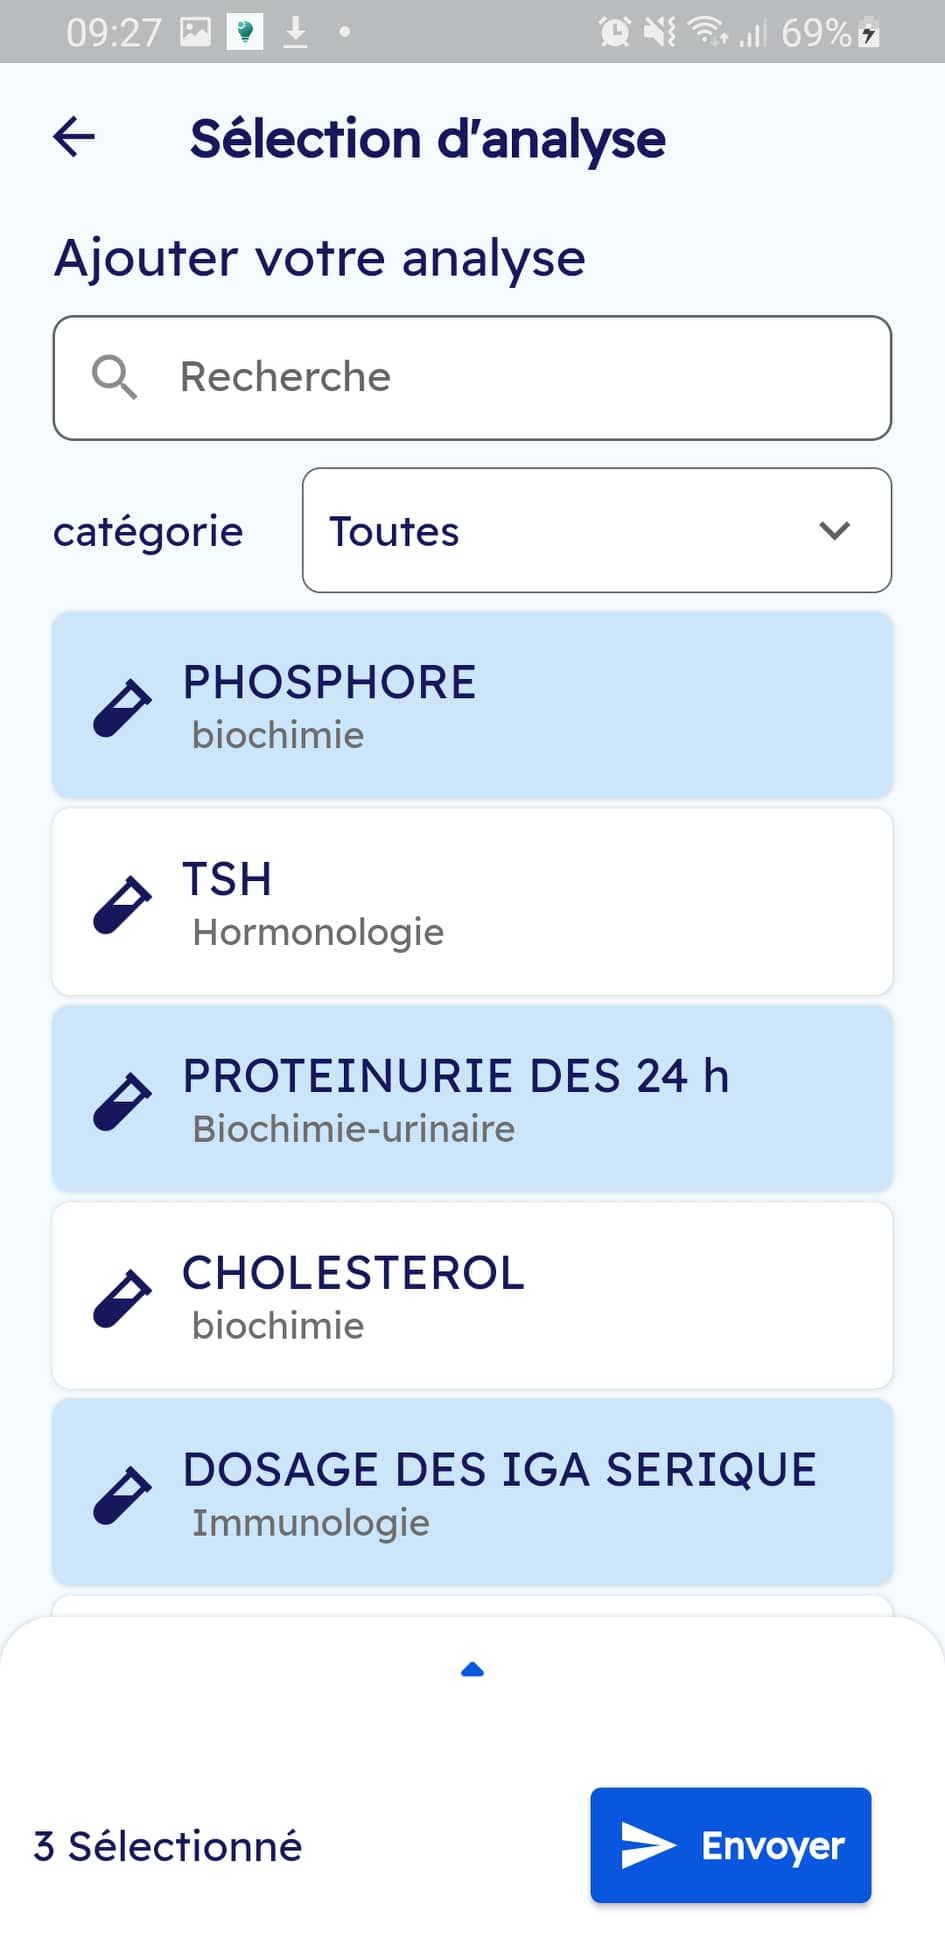 09:27
69%
Sélection d'analyse
Ajouter votre analyse
Recherche
catégorie
Toutes
PHOSPHORE
biochimie
TSH
Hormonologie
PROTEINURIE DES 24 h
Biochimie-urinaire
CHOLESTEROL
biochimie
DOSAGE DES IGA SERIQUE
Immunologie
3 Sélectionné
Envoyer